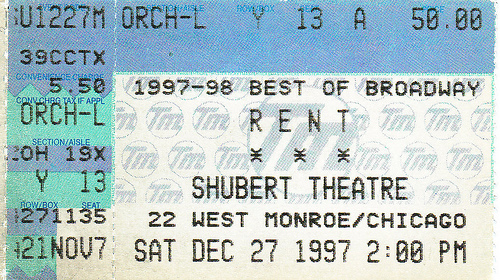 SU1227M ORCH-L Y 13 A 50.00
39CCTX
CONVENIENCE CHARGE
5.50 1997-98 BEST OF BROADWAY
CONV CHRG TAX IF APPL
ORCH-L R E N T
SECTION/AISLE
ZOH 19X * * *
Y 13 SHUBERT THEATRE
ROW/BOX SEAT
271135 22 WEST MONROE/CHICAGO
21NOV7 SAT DEC 27 1997 2:00 PM